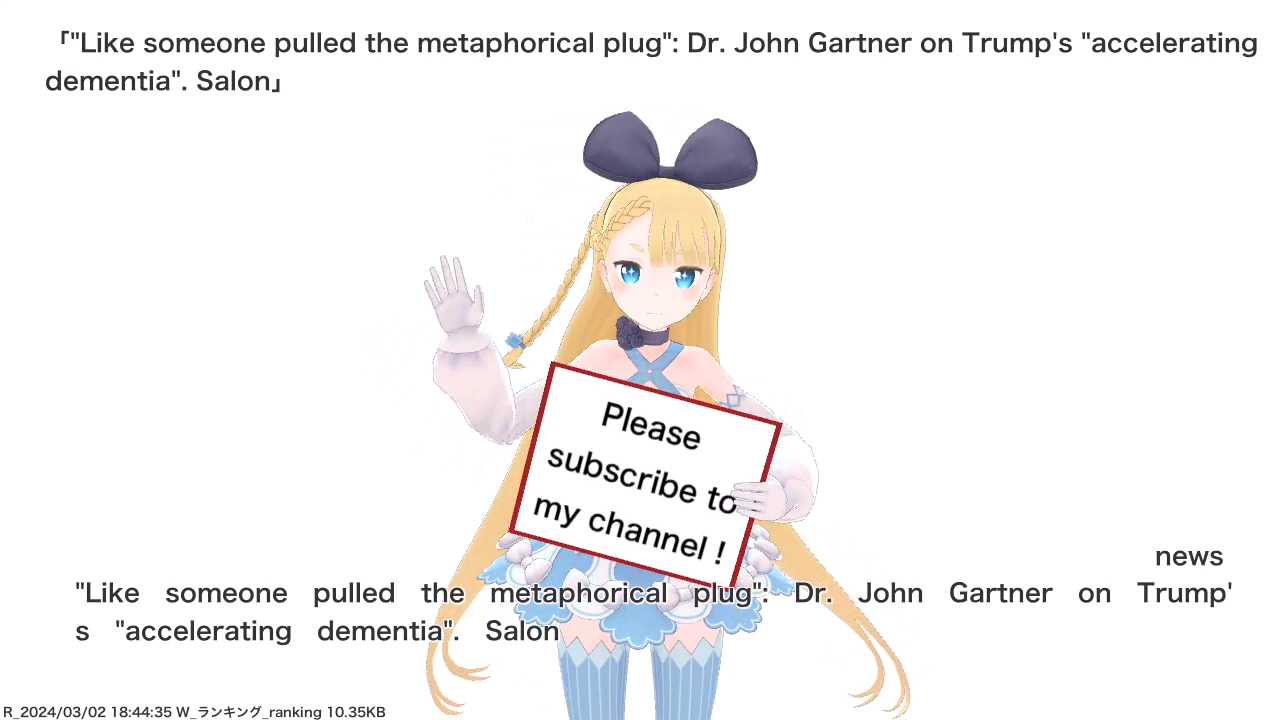 「"Like someone pulled the metaphorical plug": Dr. John Gartner on Trump's "accelerating
dementia". Salon」
Please
subscribe to
my channel !
news
"Like someone pulled the metaphorical plug": Dr. John Gartner on Trump'
s "accelerating dementia". Salon
R_2024/03/02 18:44:35 W_ランキング_ranking 10.35KB